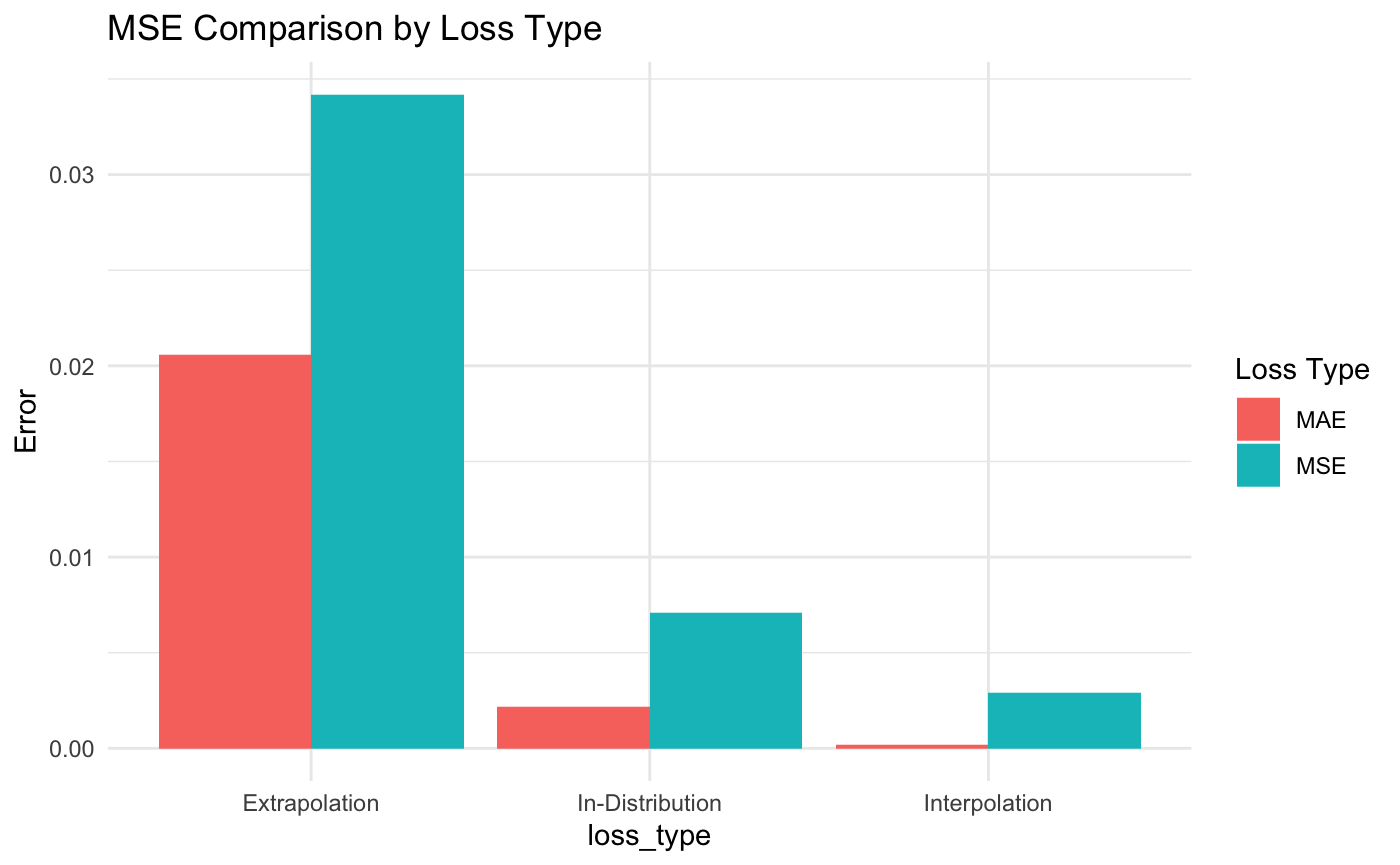 MSE Comparison by Loss Type
Error
0.03
0.02
0.01
0.00
Extrapolation
In-Distribution
Interpolation
loss_type
Loss Type
MAE
MSE